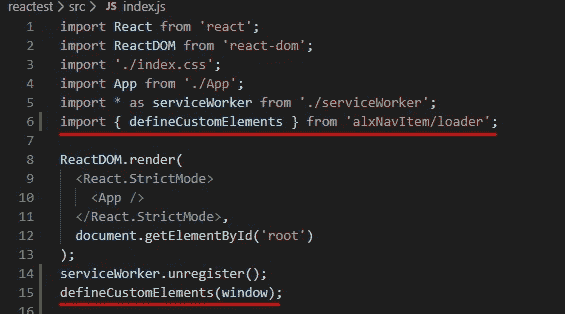 reactest > src > JS index.js
1 import React from 'react';
2 import ReactDOM from 'react-dom';
3 import './index.css';
4 import App from './App';
5 import * as serviceWorker from './serviceWorker';
6 import { defineCustomElements } from 'alxNavItem/loader';
7
8 ReactDOM.render(
9 <React.StrictMode>
10 <App />
11 </React.StrictMode>,
12 document.getElementById('root')
13 );
14 serviceWorker.unregister();
15 defineCustomElements(window);
16